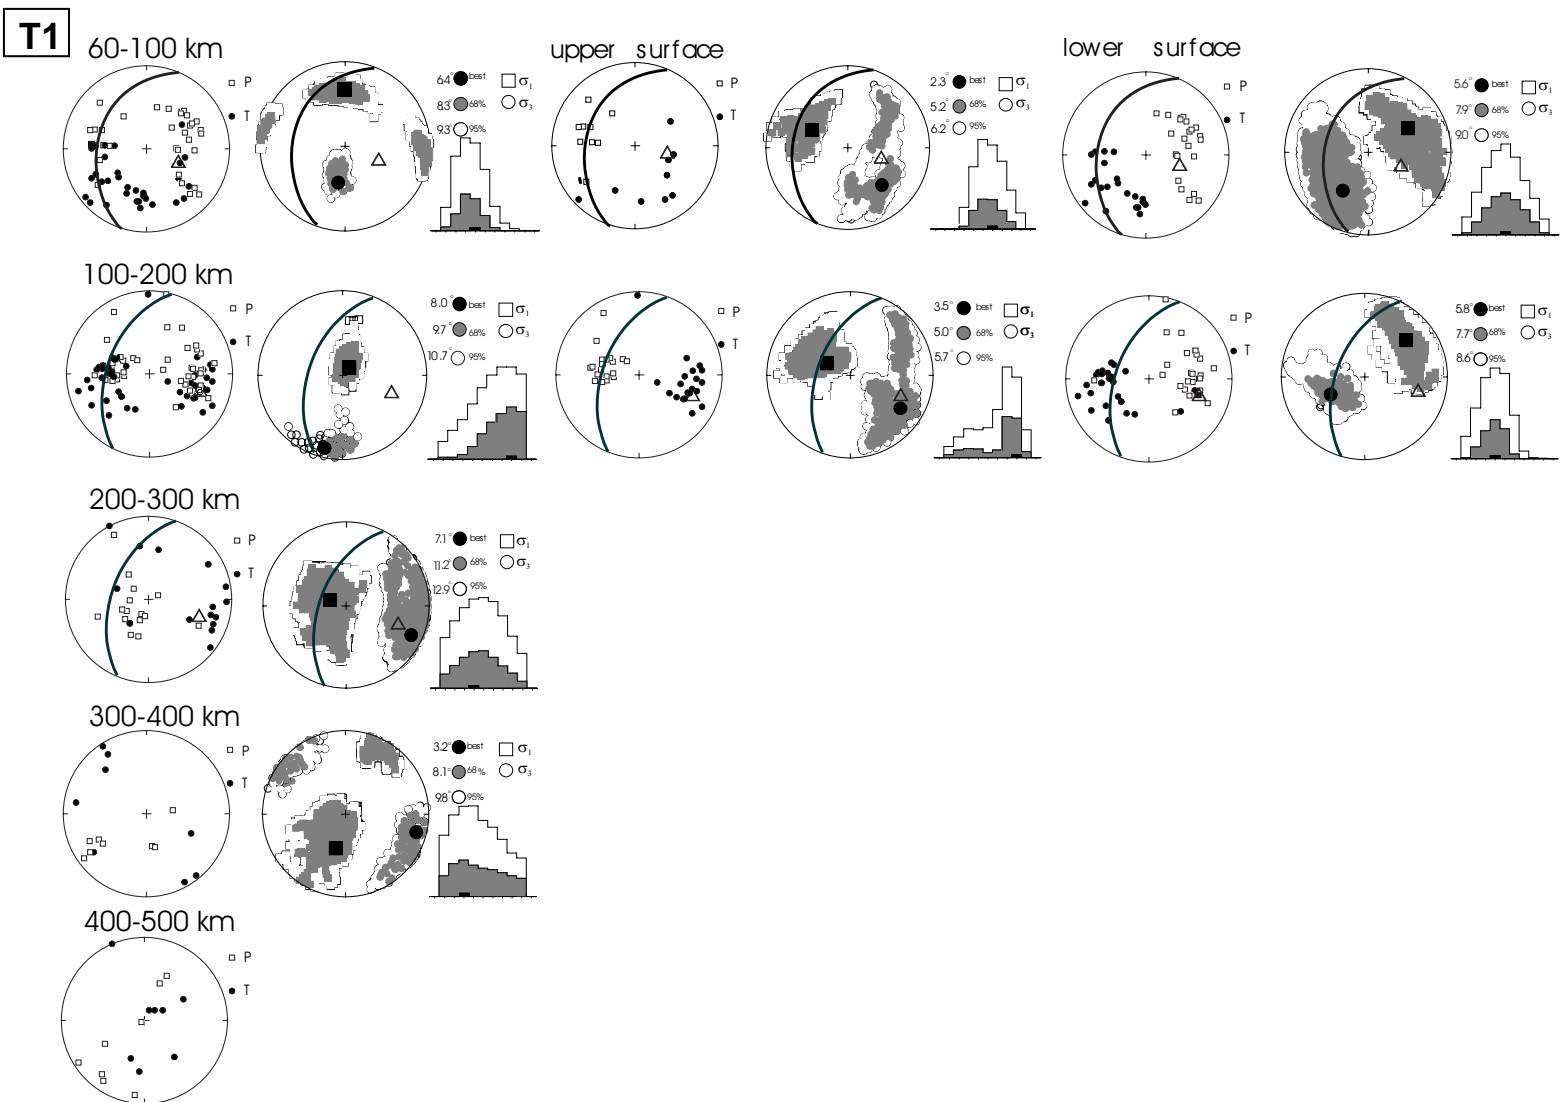 T1
60-100 km
P
T
6.4° best
8.3° 68%
9.3° 95%
σ1
σ3
upper surface
P
T
2.3° best
5.2° 68%
6.2° 95%
σ1
σ3
lower surface
P
T
5.6° best
7.9° 68%
9.0° 95%
σ1
σ3
100-200 km
P
T
8.0° best
9.7° 68%
10.7° 95%
σ1
σ3
P
T
3.5° best
5.0° 68%
5.7° 95%
σ1
σ3
P
T
5.8° best
7.7° 68%
8.6° 95%
σ1
σ3
200-300 km
P
T
7.1° best
11.2° 68%
12.9° 95%
σ1
σ3
300-400 km
P
T
3.2° best
8.1° 68%
9.8° 95%
σ1
σ3
400-500 km
P
T